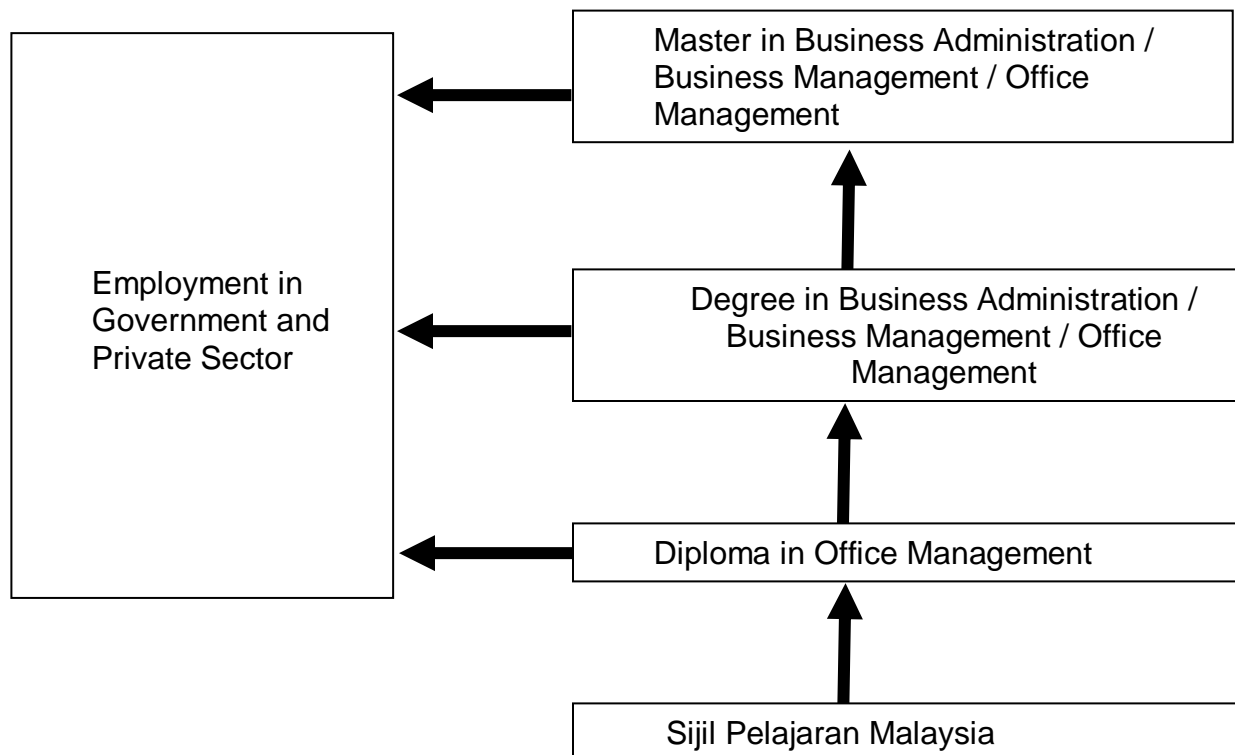 Master in Business Administration /
Business Management / Office
Management
Employment in
Government and
Private Sector
Degree in Business Administration /
Business Management / Office
Management
Diploma in Office Management
Sijil Pelajaran Malaysia